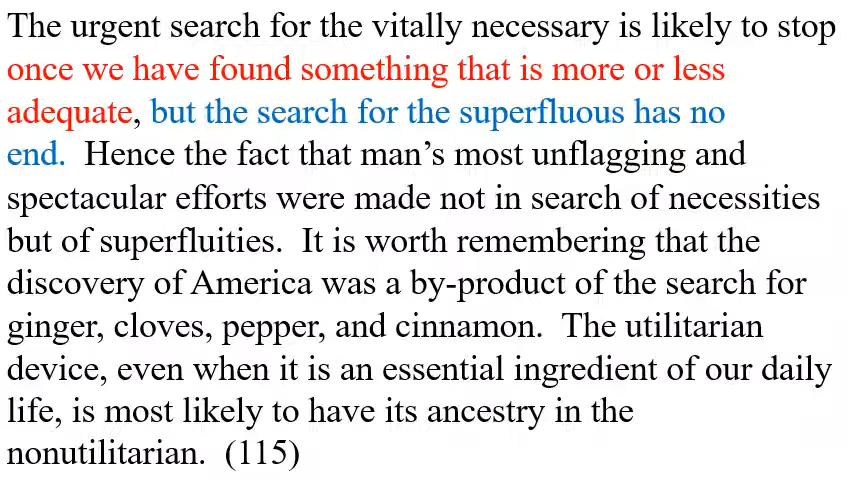 The urgent search for the vitally necessary is likely to stop
once we have found something that is more or less
adequate, but the search for the superfluous has no
end.  Hence the fact that man’s most unflagging and
spectacular efforts were made not in search of necessities
but of superfluities.  It is worth remembering that the
discovery of America was a by-product of the search for
ginger, cloves, pepper, and cinnamon.  The utilitarian
device, even when it is an essential ingredient of our daily
life, is most likely to have its ancestry in the
nonutilitarian.  (115)